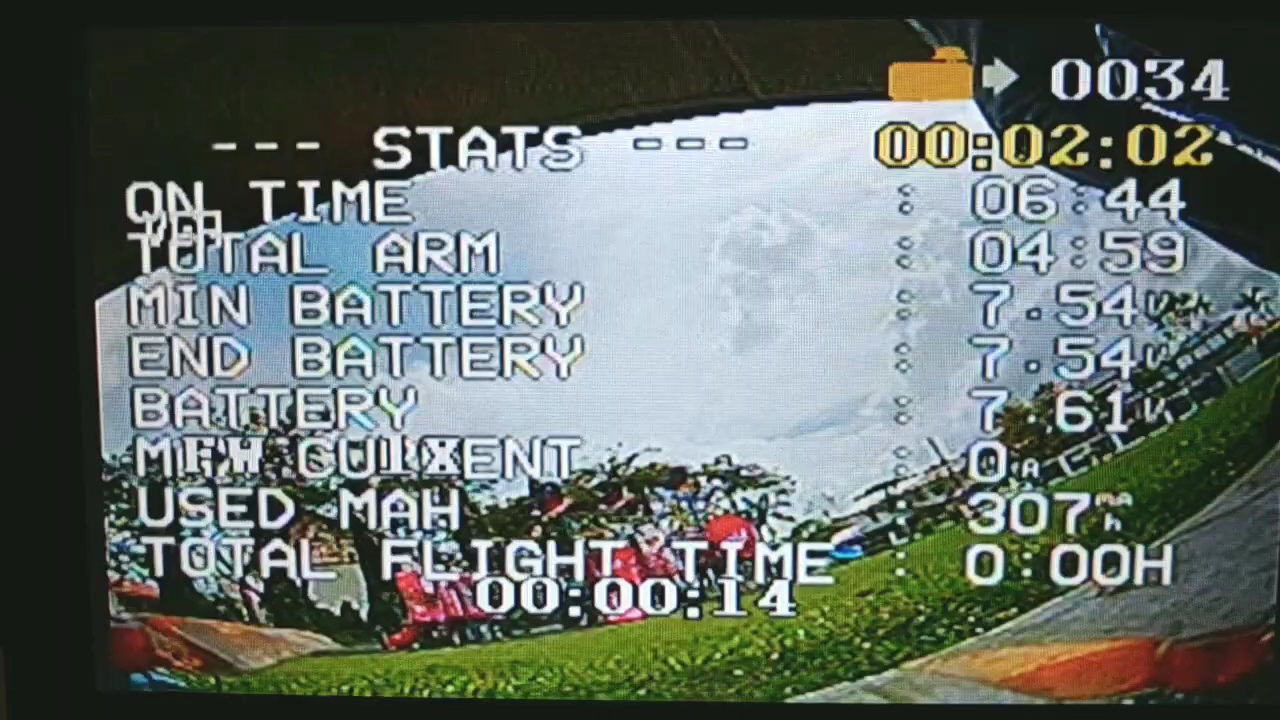 0034
--- STATS --- 00:02:02
ON TIME : 06:44
TOTAL ARM : 04:59
MIN BATTERY : 7.54V
END BATTERY : 7.54V
BATTERY : 7.61V
: 0A
USED MAH : 307mAh
TOTAL FLIGHT TIME : 0:00H
00:00:14